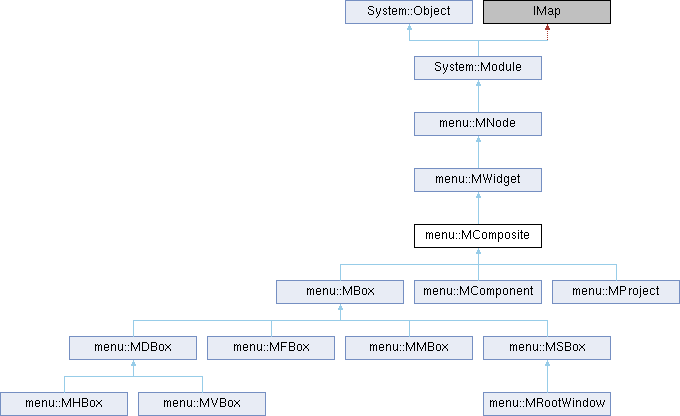 System::Object
IMap
System::Module
menu::MNode
menu::MWidget
menu::MComposite
menu::MBox
menu::MComponent
menu::MProject
menu::MDBox
menu::MFBox
menu::MMBox
menu::MSBox
menu::MHBox
menu::MVBox
menu::MRootWindow